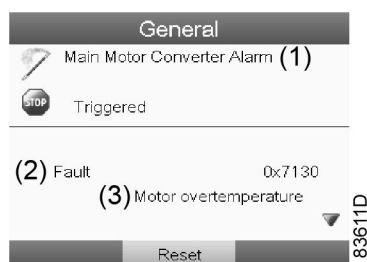 General
Main Motor Converter Alarm (1)
STOP
Triggered
(2) Fault 0x7130
(3) Motor overtemperature
Reset
83611D